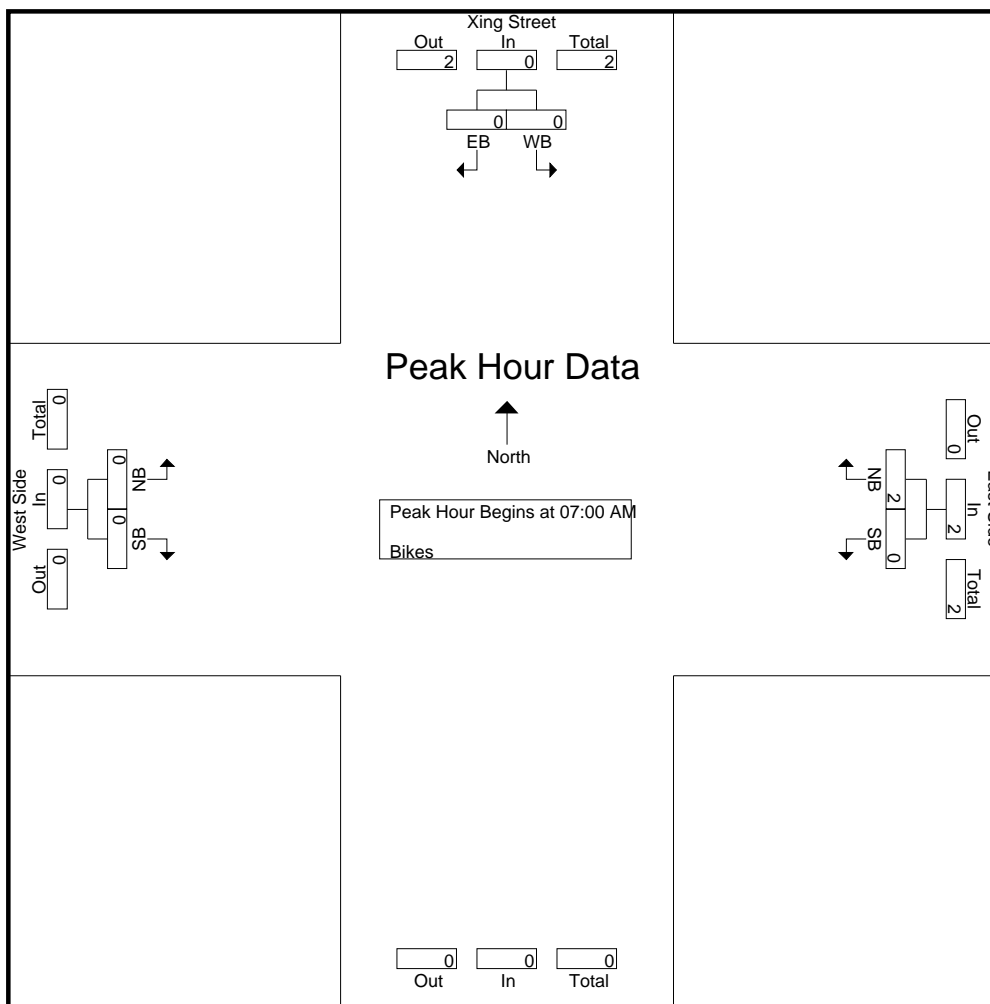 Xing Street
Out In Total
2 0 2
0 0
EB WB
Peak Hour Data
North
Peak Hour Begins at 07:00 AM
Bikes
West Side
Total In Out
0 0 0
0 0
NB SB
Out In Total
0 2 2
2 0
NB SB
0 0 0
Out In Total